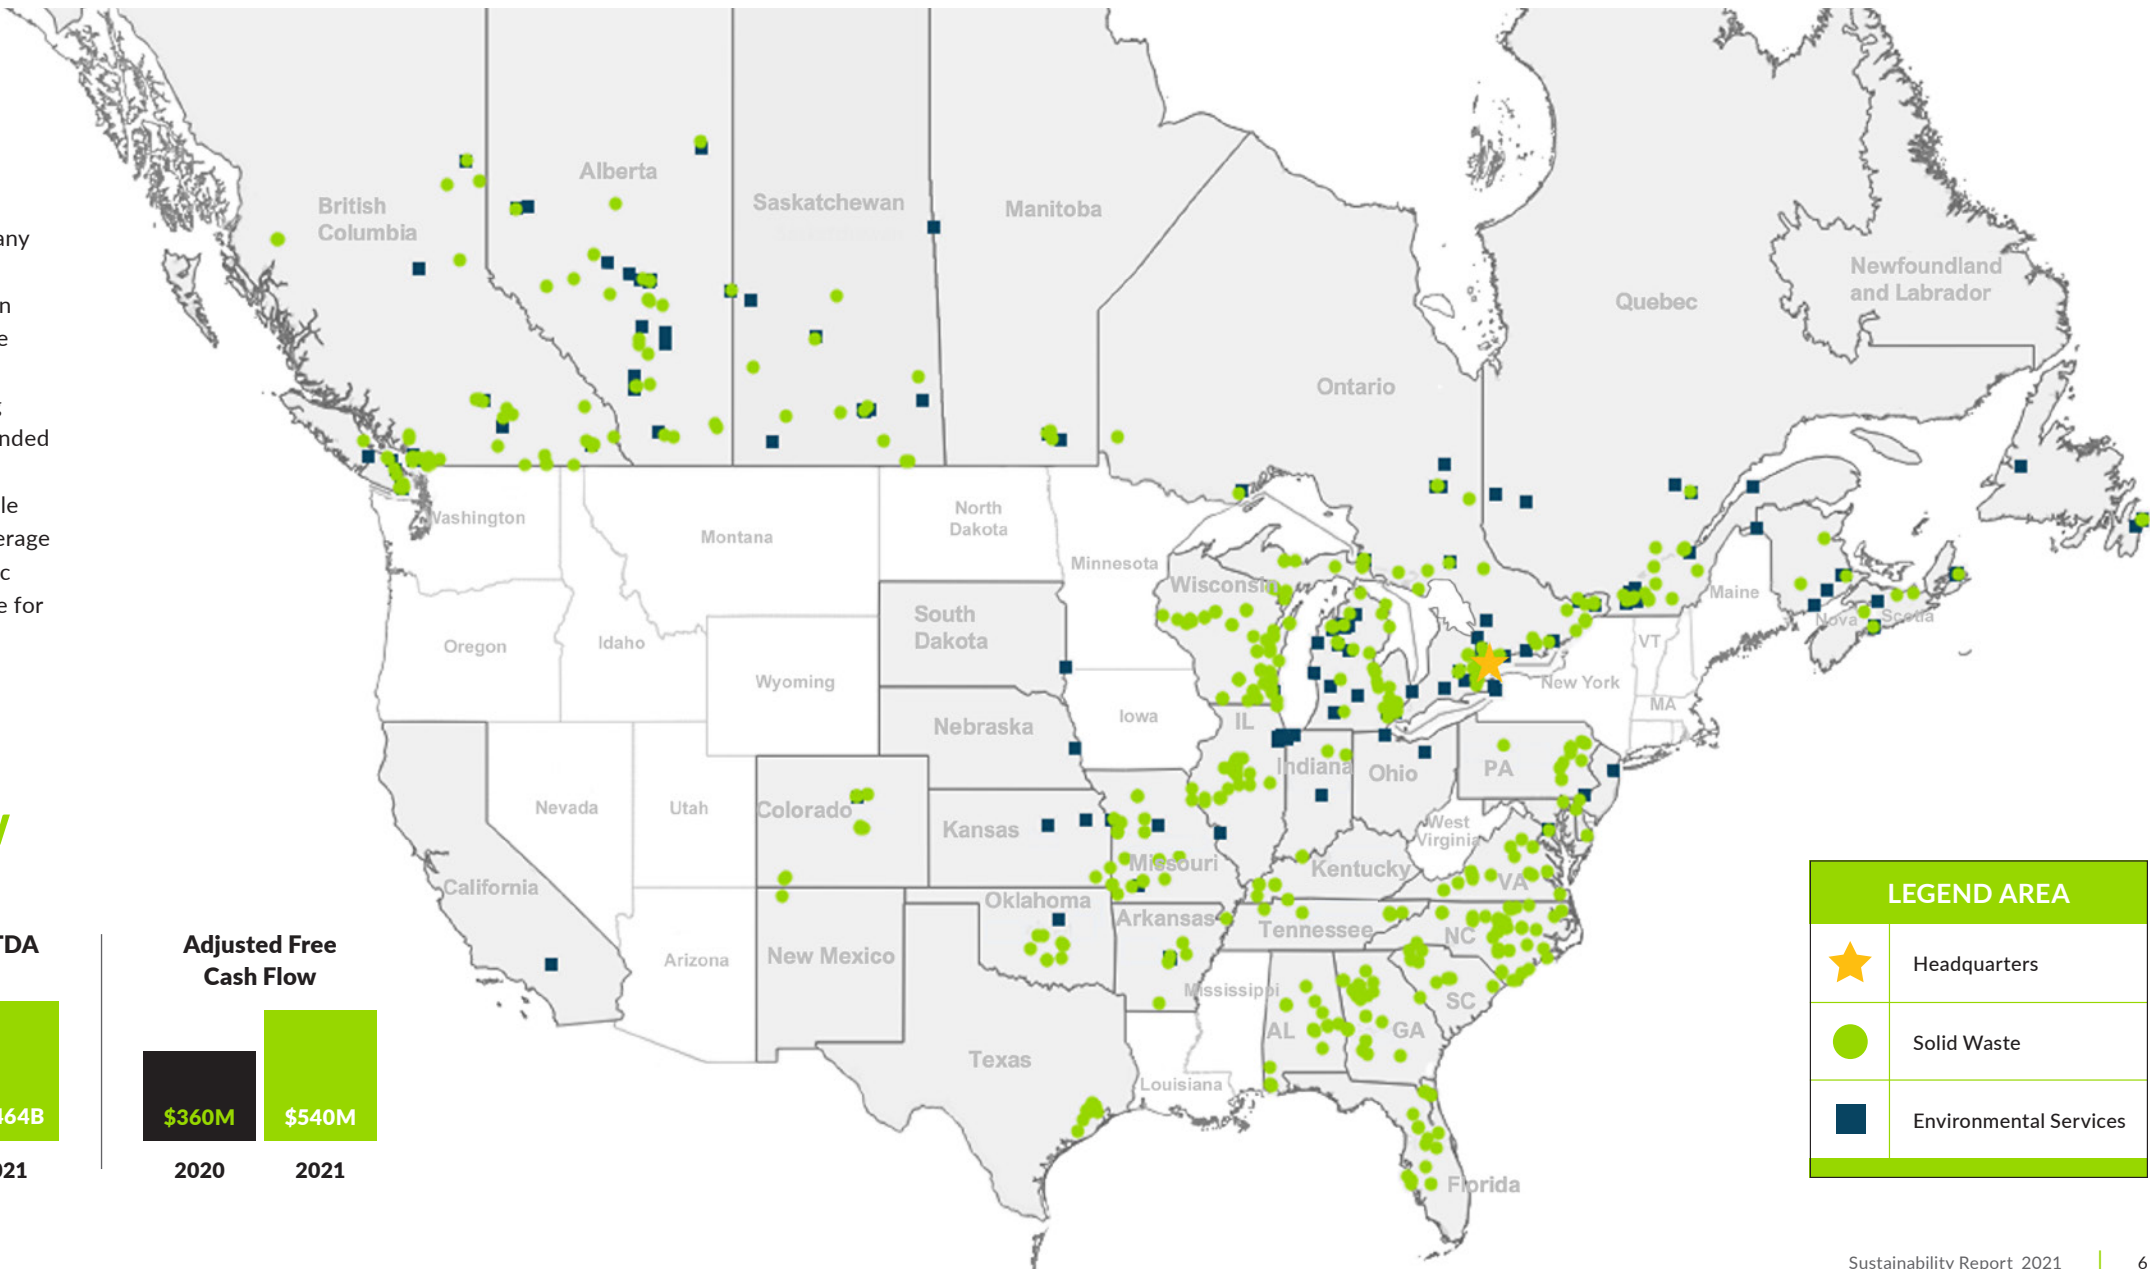 any
n
e
nded
le
erage
c
e for
TDA
464B
021
Adjusted Free
Cash Flow
$360M
$540M
2020
2021
British
Columbia
Alberta
Saskatchewan
Manitoba
Ontario
Quebec
Newfoundland
and Labrador
Nova Scotia
Washington
Oregon
Idaho
Montana
Wyoming
North
Dakota
South
Dakota
Nebraska
Minnesota
Iowa
Wisconsin
IL
Indiana
Ohio
PA
New York
VT
MA
Maine
Nevada
Utah
Colorado
Kansas
Missouri
Kentucky
West
Virginia
VA
California
Arizona
New Mexico
Oklahoma
Arkansas
Tennessee
NC
SC
Mississippi
AL
GA
Texas
Louisiana
Florida
LEGEND AREA
Headquarters
Solid Waste
Environmental Services
Sustainability Report 2021
6